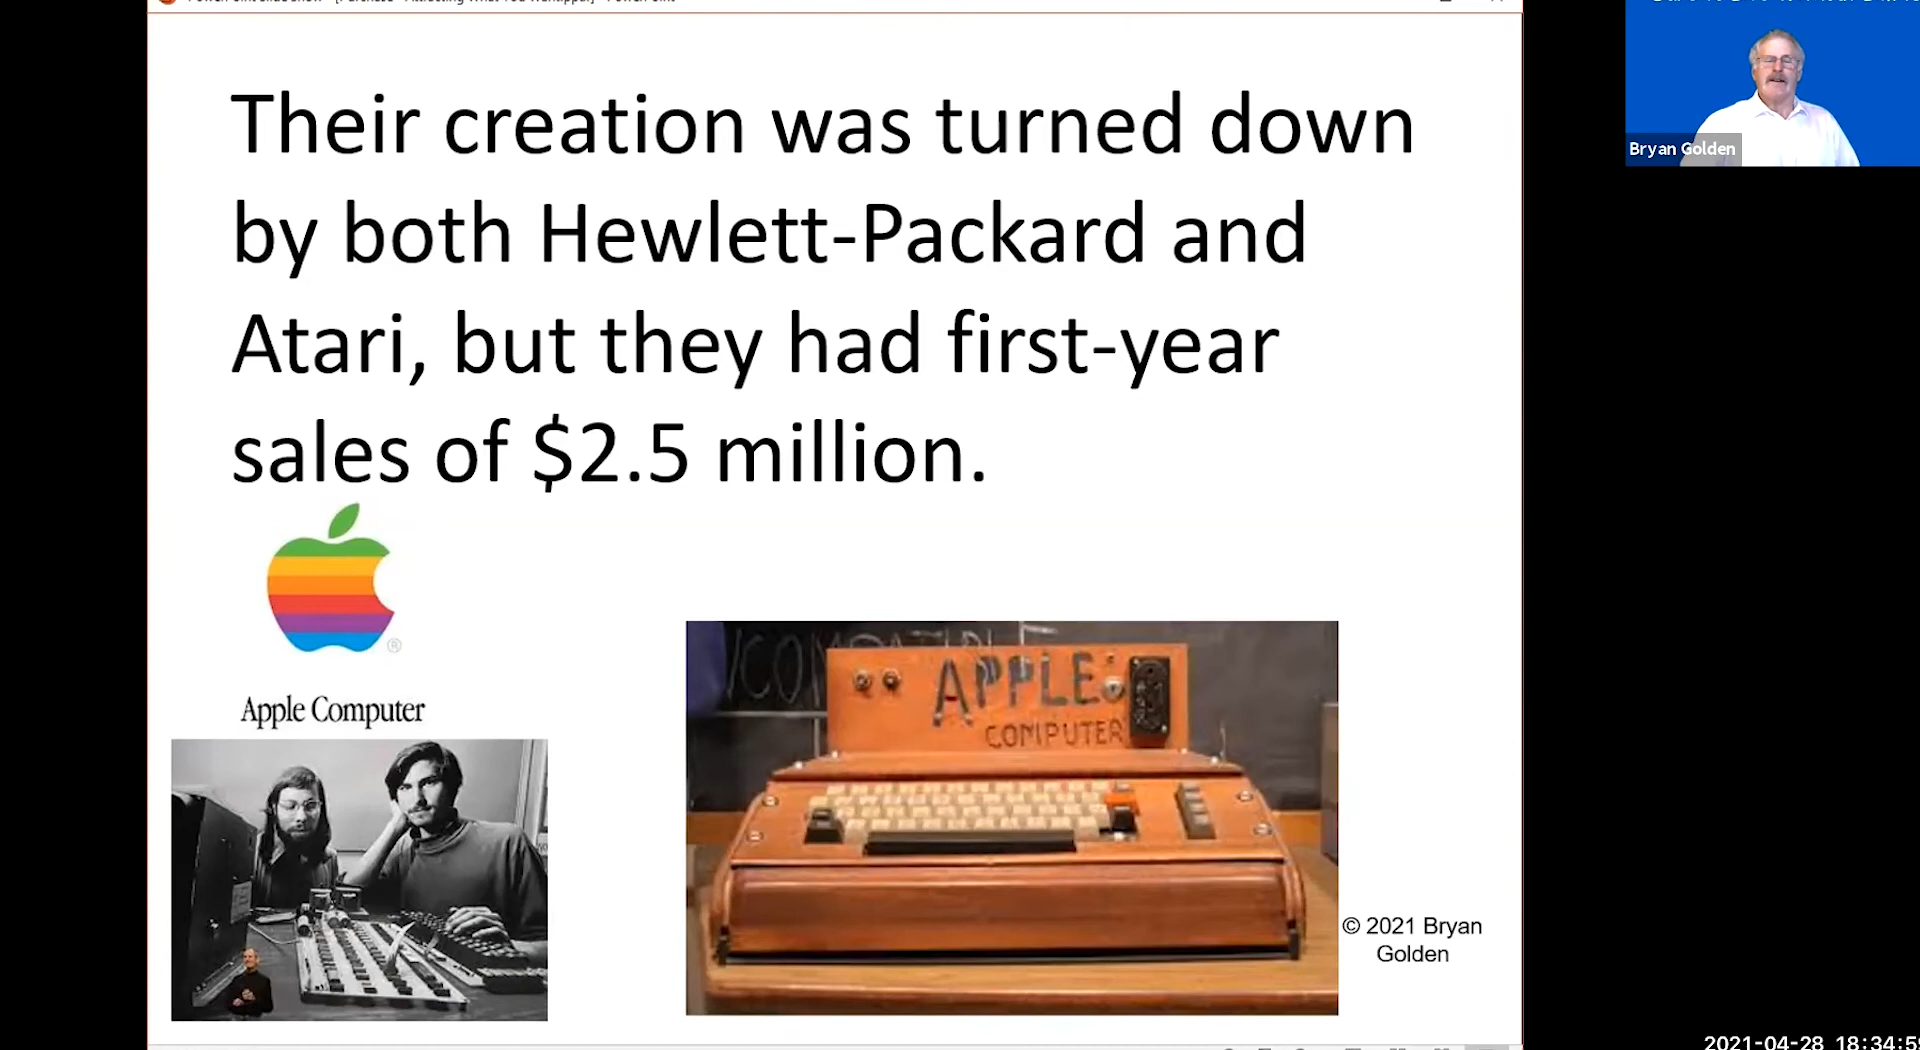 Their creation was turned down
by both Hewlett-Packard and
Atari, but they had first-year
sales of $2.5 million.
®
Apple Computer
APPLE
COMPUTER
© 2021 Bryan
Golden
Bryan Golden
2021-04-28 18:34:5